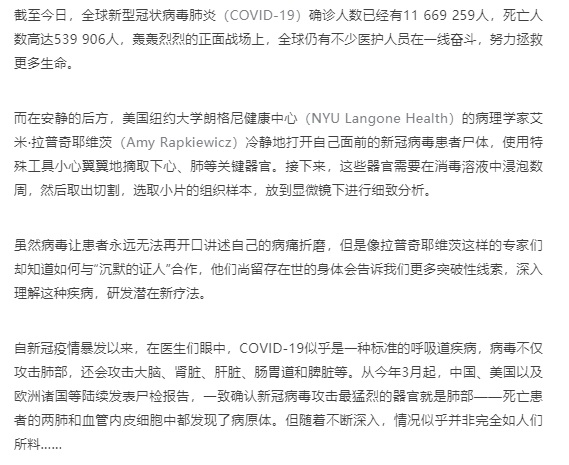 截至今日，全球新型冠状病毒肺炎（COVID-19）确诊人数已经有11 669 259人，死亡人
数高达539 906人，轰轰烈烈的正面战场上，全球仍有不少医护人员在一线奋斗，努力拯救
更多生命。
而在安静的后方，美国纽约大学朗格尼健康中心（NYU Langone Health）的病理学家艾
米·拉普奇耶维茨（Amy Rapkiewicz）冷静地打开自己面前的新冠病毒患者尸体，使用特
殊工具小心翼翼地摘取下心、肺等关键器官。接下来，这些器官需要在消毒溶液中浸泡数
周，然后取出切割，选取小片的组织样本，放到显微镜下进行细致分析。
虽然病毒让患者永远无法再开口讲述自己的病痛折磨，但是像拉普奇耶维茨这样的专家们
却知道如何与“沉默的证人”合作，他们尚留存在世的身体会告诉我们更多突破性线索，深入
理解这种疾病，研发潜在新疗法。
自新冠疫情暴发以来，在医生们眼中，COVID-19似乎是一种标准的呼吸道疾病，病毒不仅
攻击肺部，还会攻击大脑、肾脏、肝脏、肠胃道和脾脏等。从今年3月起，中国、美国以及
欧洲诸国等陆续发表尸检报告，一致确认新冠病毒攻击最猛烈的器官就是肺部——死亡患
者的两肺和血管内皮细胞中都发现了病原体。但随着不断深入，情况似乎并非完全如人们
所料……